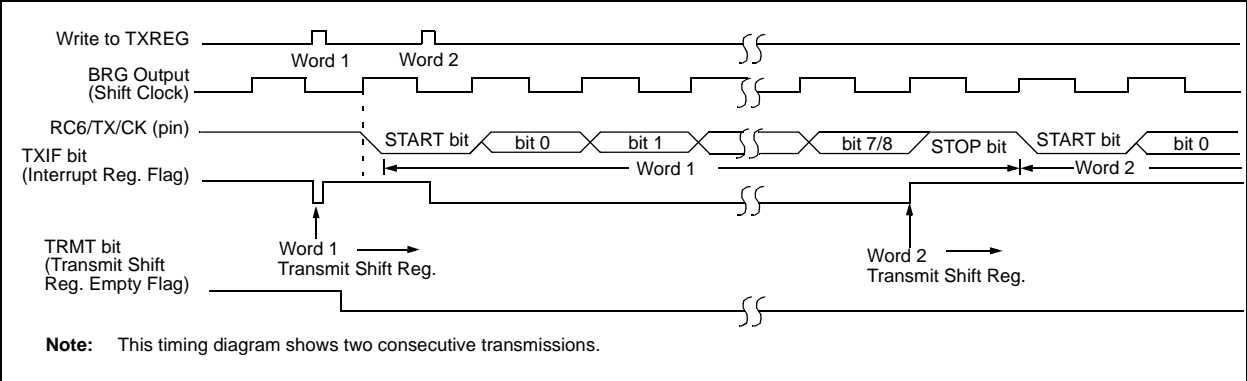 Write to TXREG
Word 1
Word 2
BRG Output
(Shift Clock)
RC6/TX/CK (pin)
START bit
bit 0
bit 1
bit 7/8
STOP bit
START bit
bit 0
Word 1
Word 2
TXIF bit
(Interrupt Reg. Flag)
Word 1
Transmit Shift Reg.
Word 2
Transmit Shift Reg.
TRMT bit
(Transmit Shift
Reg. Empty Flag)
Note: This timing diagram shows two consecutive transmissions.